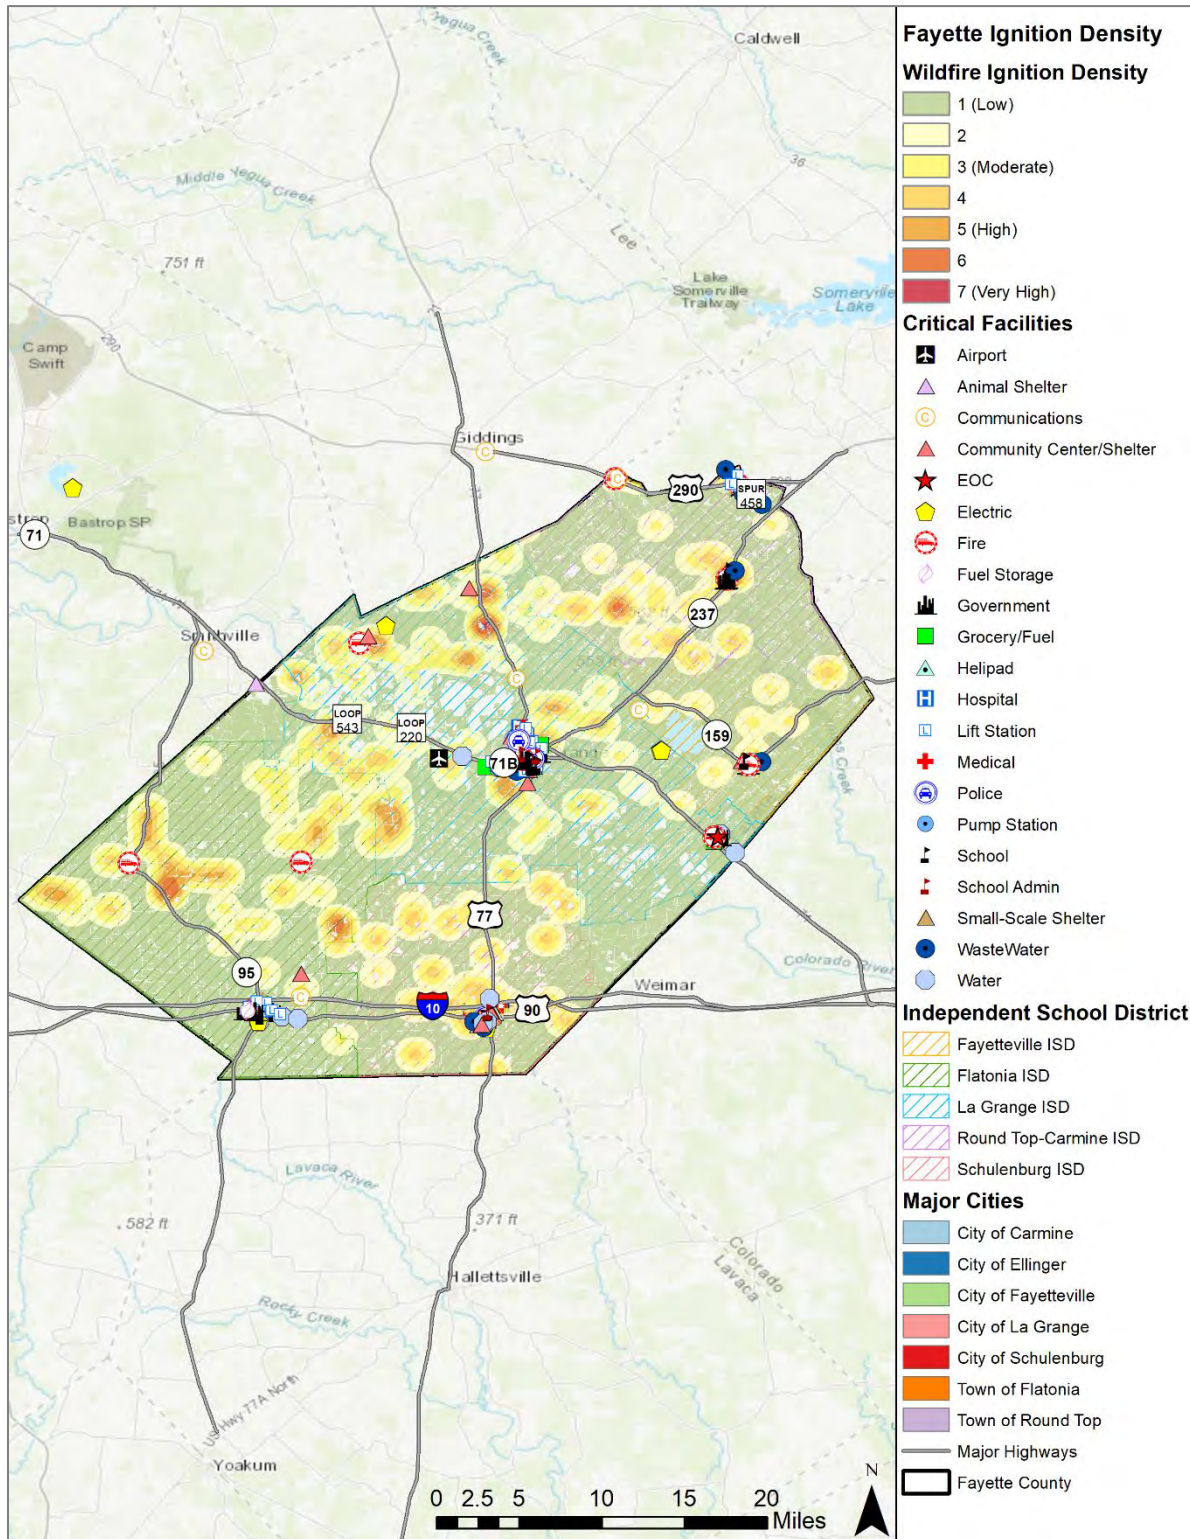 Fayette Ignition Density
Wildfire Ignition Density
1 (Low)
2
3 (Moderate)
4
5 (High)
6
7 (Very High)
Critical Facilities
Airport
Animal Shelter
Communications
Community Center/Shelter
EOC
Electric
Fire
Fuel Storage
Government
Grocery/Fuel
Helipad
Hospital
Lift Station
Medical
Police
Pump Station
School
School Admin
Small-Scale Shelter
WasteWater
Water
Independent School District
Fayetteville ISD
Flatonia ISD
La Grange ISD
Round Top-Carmine ISD
Schulenburg ISD
Major Cities
City of Carmine
City of Ellinger
City of Fayetteville
City of La Grange
City of Schulenburg
Town of Flatonia
Town of Round Top
Major Highways
Fayette County
Yegua Creek
Caldwell
36
Middle Yegua Creek
Lee
751 ft
Lake
Somerville
Trailway
Somerville
Lake
Camp
Swift
290
Giddings
290
SPUR
458
Bastrop SP
71
77
237
Smithville
LOOP
543
LOOP
220
159
71B
77
95
10
90
Weimar
Colorado River
Lavaca River
582 ft
371 ft
Colorado
Lavaca
Hallettsville
Rocky Creek
US Hwy 77A North
Yoakum
N
0 2.5 5 10 15 20
Miles